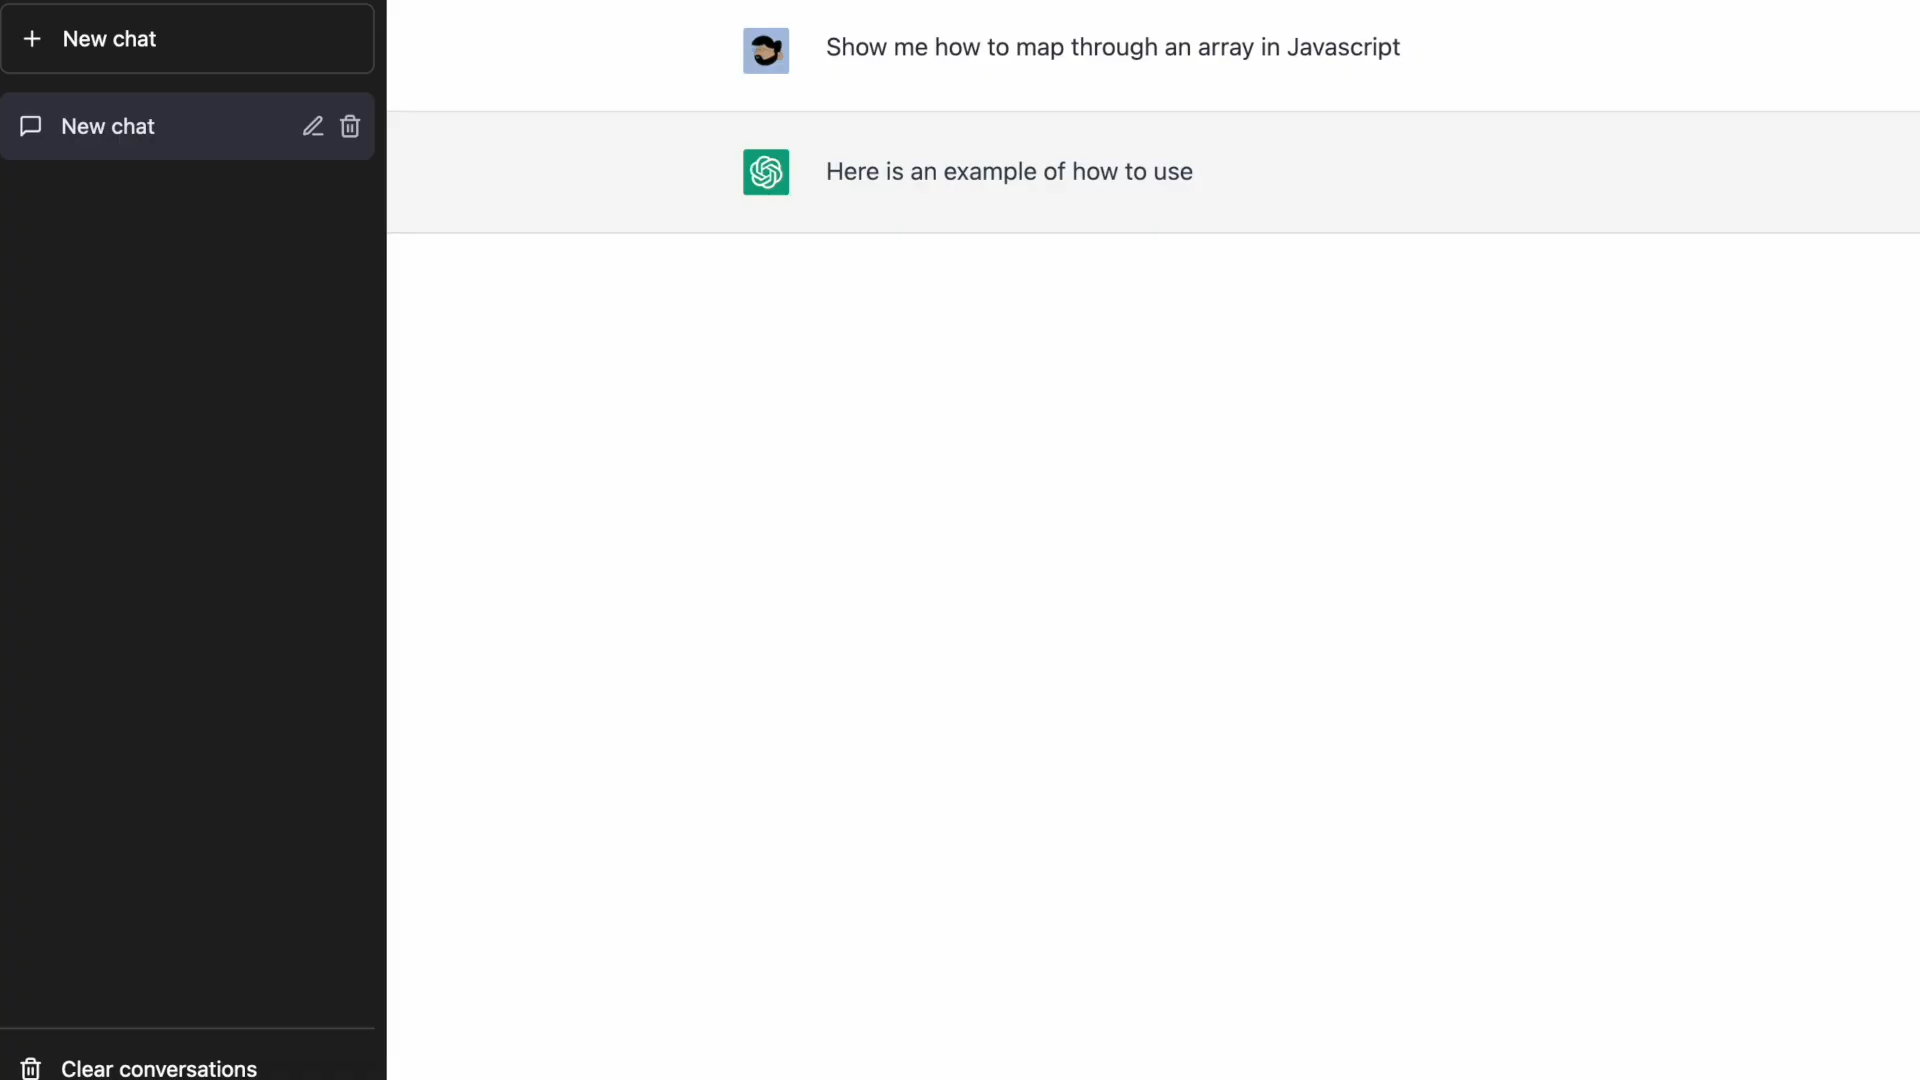 New chat
New chat
Clear conversations
Show me how to map through an array in Javascript
Here is an example of how to use